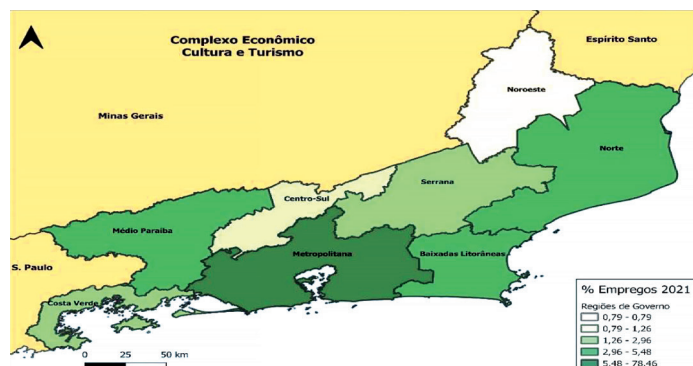 Complexo Econômico
Cultura e Turismo
Espírito Santo
Noroeste
Minas Gerais
Norte
Serrana
Centro-Sul
Médio Paraíba
Metropolitana
Baixadas Litorâneas
S. Paulo
Costa Verde
% Empregos 2021
Regiões de Governo
0,79 - 0,79
0,79 - 1,26
1,26 - 2,96
2,96 - 5,48
5,48 - 78,46
0 25 50 km